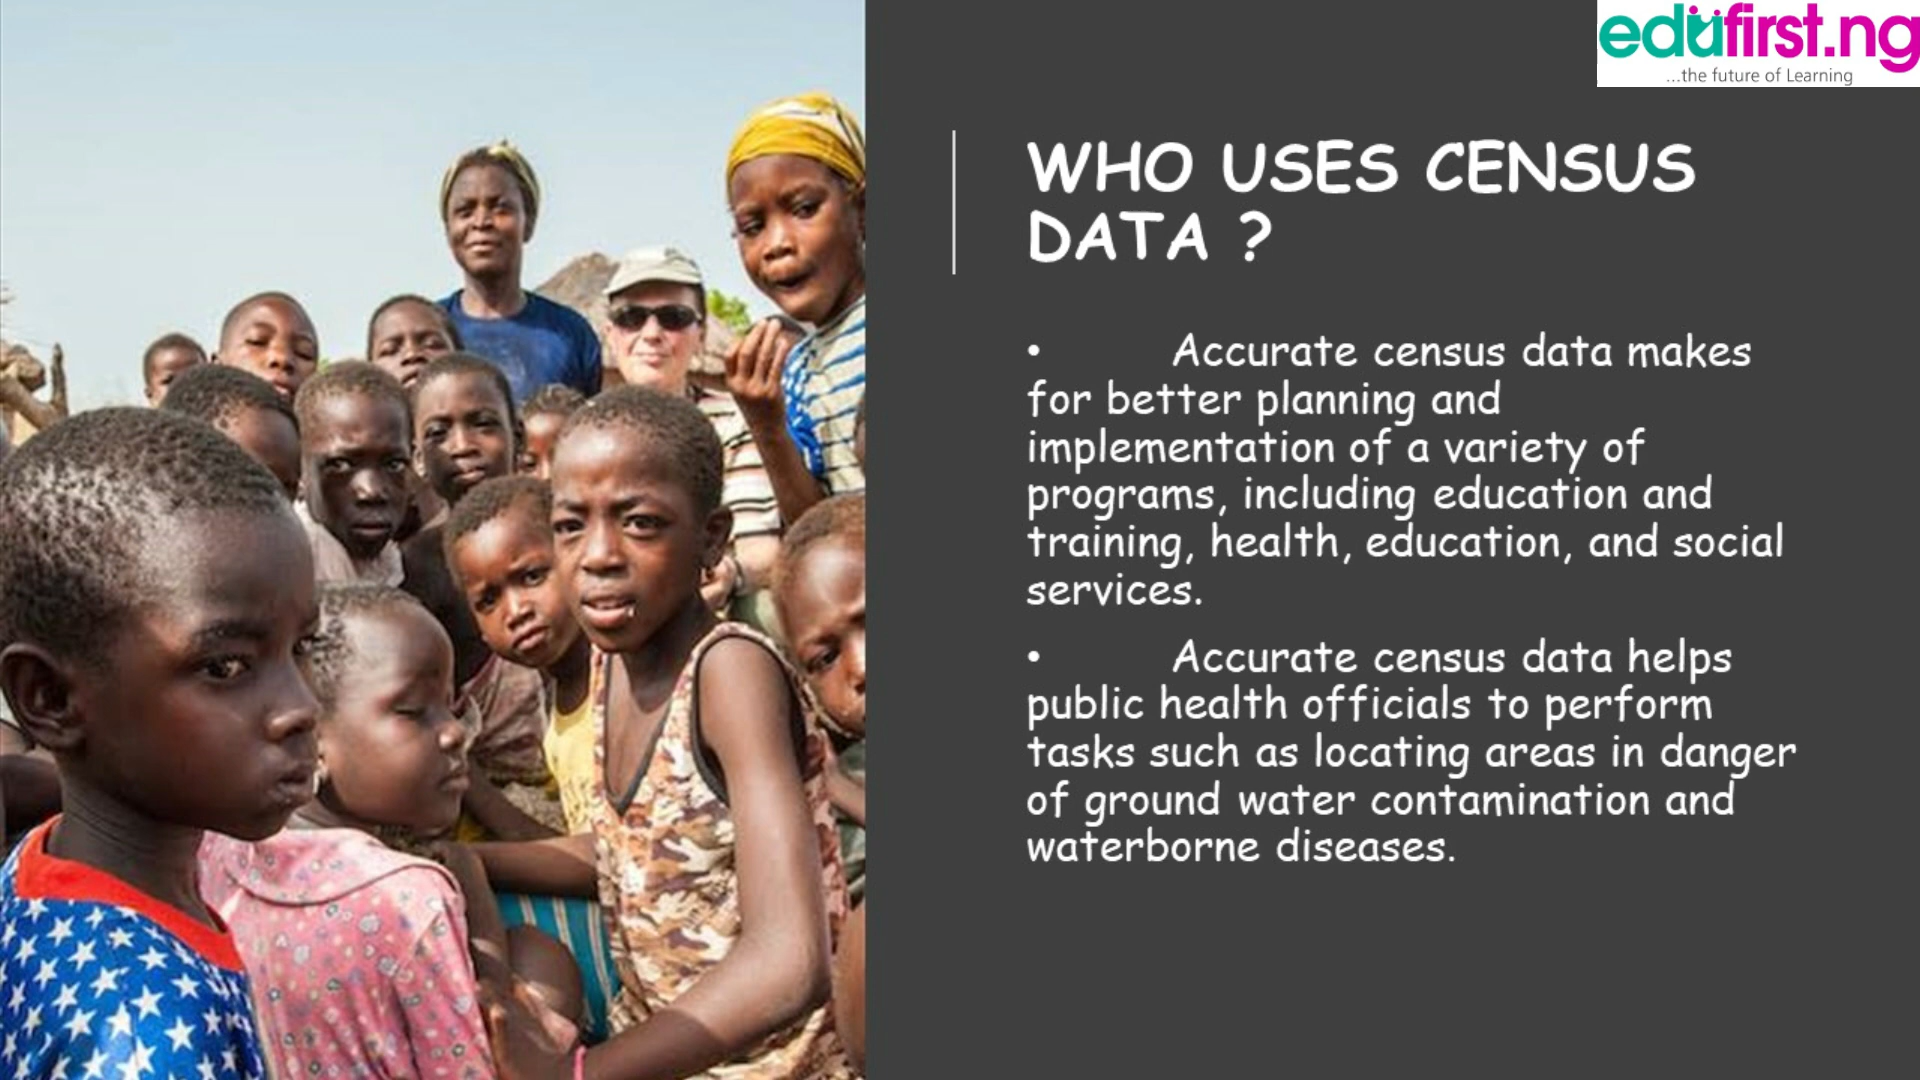 edufirst.ng
...the future of Learning
WHO USES CENSUS
DATA ?
• Accurate census data makes
for better planning and
implementation of a variety of
programs, including education and
training, health, education, and social
services.
• Accurate census data helps
public health officials to perform
tasks such as locating areas in danger
of ground water contamination and
waterborne diseases.